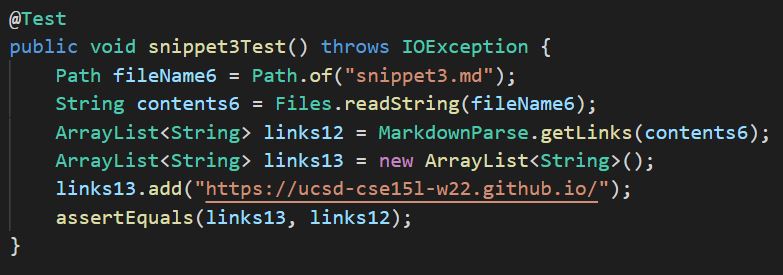 @Test
public void snippet3Test() throws IOException {
    Path fileName6 = Path.of("snippet3.md");
    String contents6 = Files.readString(fileName6);
    ArrayList<String> links12 = MarkdownParse.getLinks(contents6);
    ArrayList<String> links13 = new ArrayList<String>();
    links13.add("https://ucsd-cse15l-w22.github.io/");
    assertEquals(links13, links12);
}